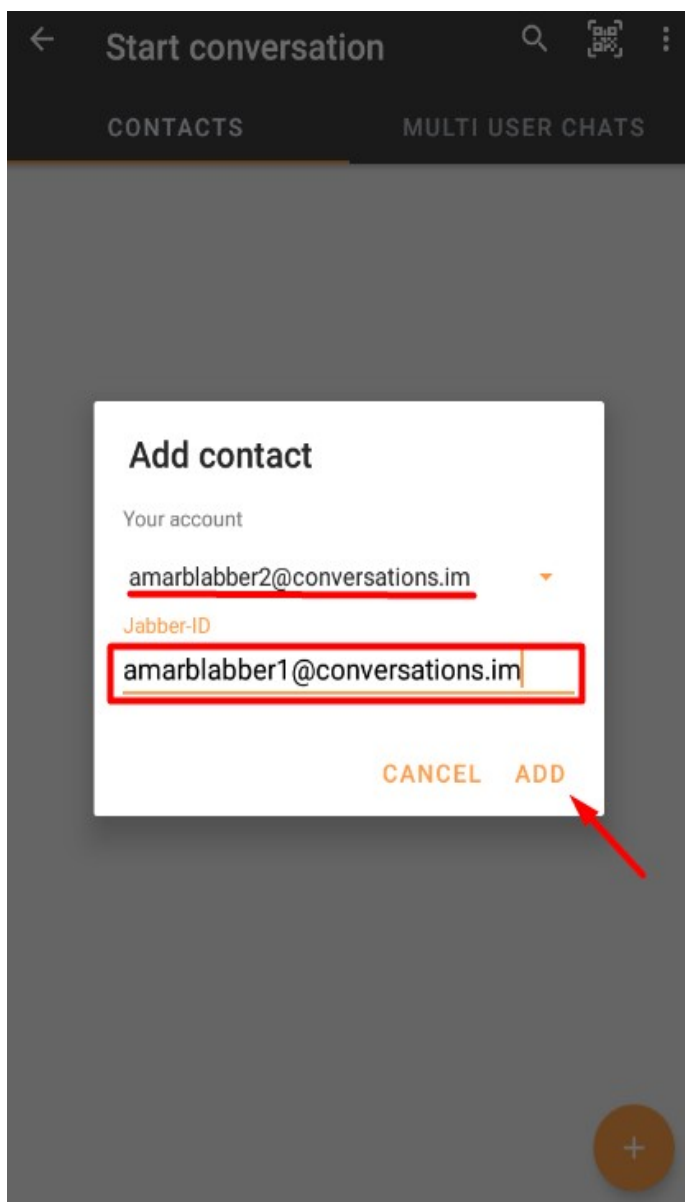 Start conversation
CONTACTS MULTI USER CHATS
Add contact
Your account
amarblabber2@conversations.im
Jabber-ID
amarblabber1@conversations.im
CANCEL ADD
+